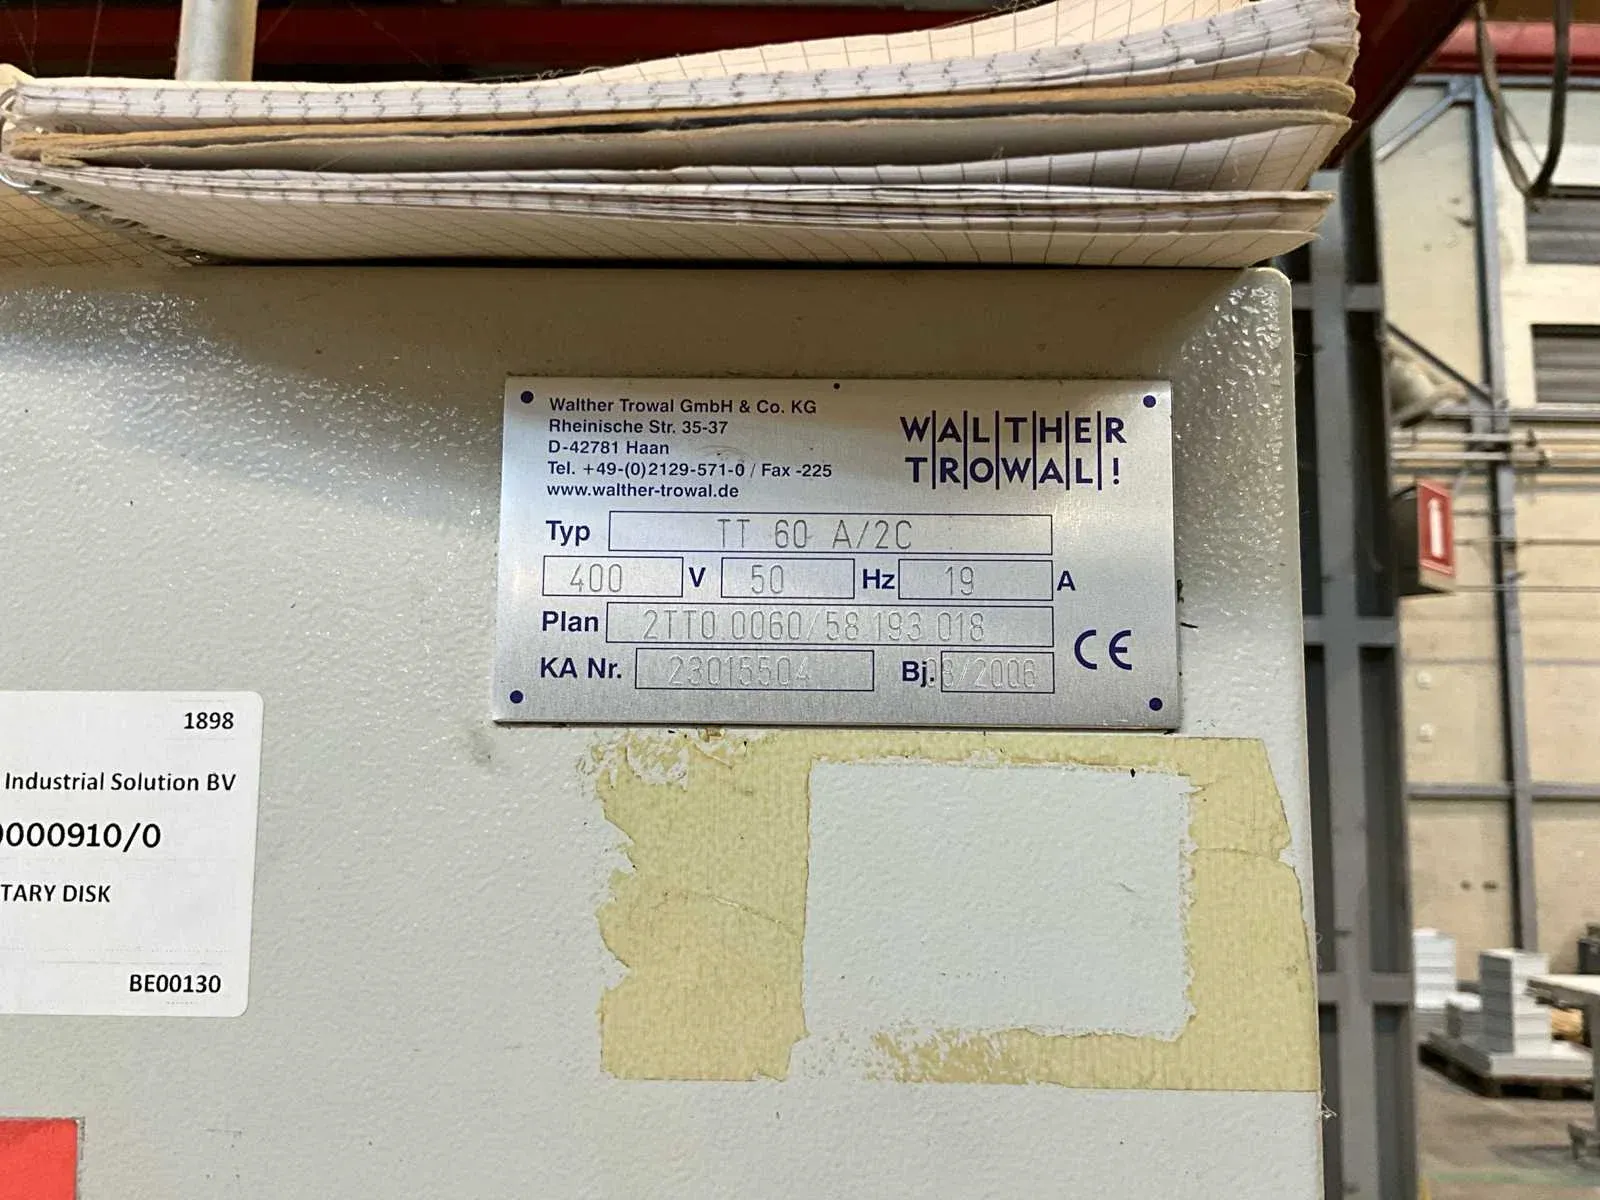 Walther Trowal GmbH & Co. KG
Rheinische Str. 35-37
D-42781 Haan
Tel. +49-(0)2129-571-0 / Fax -225
www.walther-trowal.de
WALTHER
TROWAL!
Typ TT 60 A/2C
400 V 50 Hz 19 A
Plan 2TT0.0060/58.193.018
KA Nr. 23015504 Bj. 08/2006
CE
1898
Industrial Solution BV
0000910/0
TARY DISK
BE00130